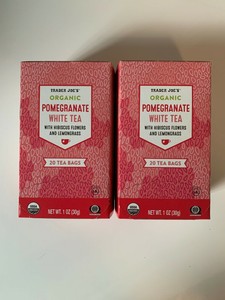 TRADER JOE'S
ORGANIC
POMEGRANATE
WHITE TEA
WITH HIBISCUS FLOWERS
AND LEMONGRASS
20 TEA BAGS
NET WT. 1 OZ (30g)
TRADER JOE'S
ORGANIC
POMEGRANATE
WHITE TEA
WITH HIBISCUS FLOWERS
AND LEMONGRASS
20 TEA BAGS
NET WT. 1 OZ (30g)